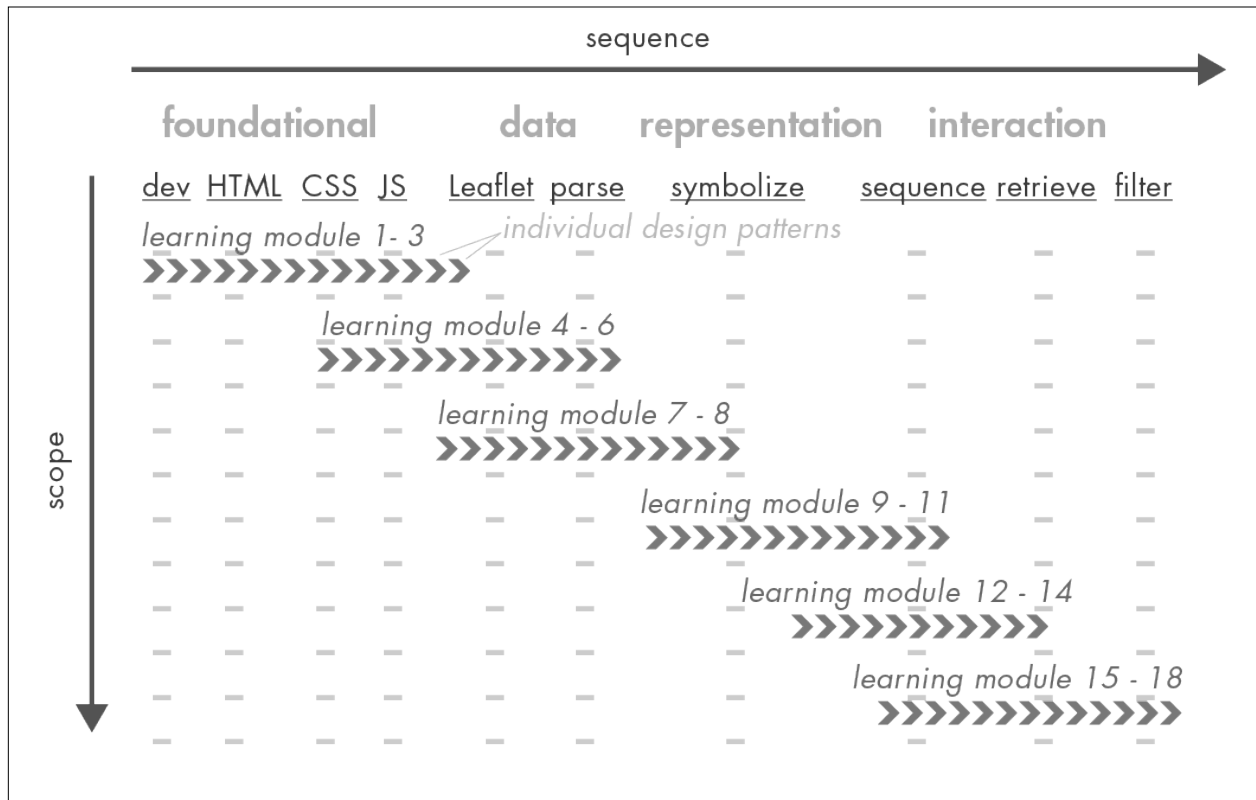 sequence
foundational data representation interaction
dev HTML CSS JS Leaflet parse symbolize sequence retrieve filter
learning module 1- 3 individual design patterns
learning module 4 - 6
learning module 7 - 8
scope
learning module 9 - 11
learning module 12 - 14
learning module 15 - 18